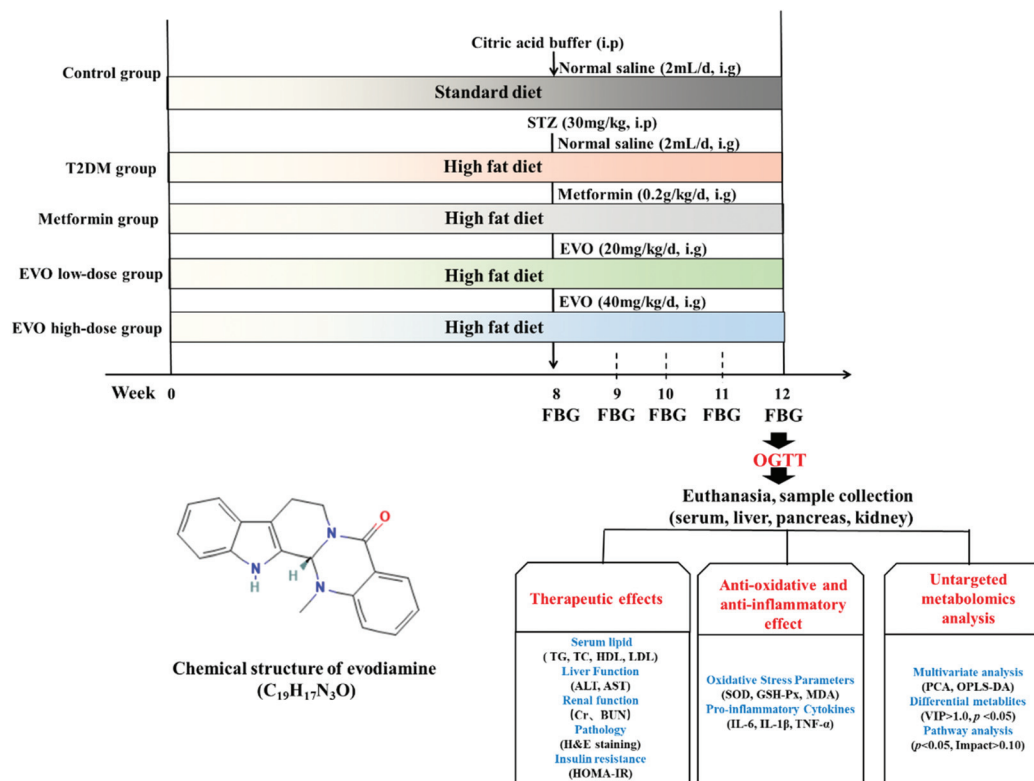 Citric acid buffer (i.p)
Control group
Normal saline (2mL/d, i.g)
Standard diet
STZ (30mg/kg, i.p)
Normal saline (2mL/d, i.g)
T2DM group
High fat diet
Metformin (0.2g/kg/d, i.g)
Metformin group
High fat diet
EVO (20mg/kg/d, i.g)
EVO low-dose group
High fat diet
EVO (40mg/kg/d, i.g)
EVO high-dose group
High fat diet
Week 0 8 9 10 11 12
FBG FBG FBG FBG FBG
OGTT
Euthanasia, sample collection
(serum, liver, pancreas, kidney)
O
N
N
H
H
N
Chemical structure of evodiamine
(C₁₉H₁₇N₃O)
Therapeutic effects
Serum lipid
( TG, TC, HDL, LDL)
Liver Function
(ALT, AST)
Renal function
(Cr、BUN)
Pathology
(H&E staining)
Insulin resistance
(HOMA-IR)
Anti-oxidative and
anti-inflammatory
effect
Oxidative Stress Parameters
(SOD, GSH-Px, MDA)
Pro-inflammatory Cytokines
(IL-6, IL-1β, TNF-α)
Untargeted
metabolomics
analysis
Multivariate analysis
(PCA, OPLS-DA)
Differential metablites
(VIP>1.0, p <0.05)
Pathway analysis
(p<0.05, Impact>0.10)